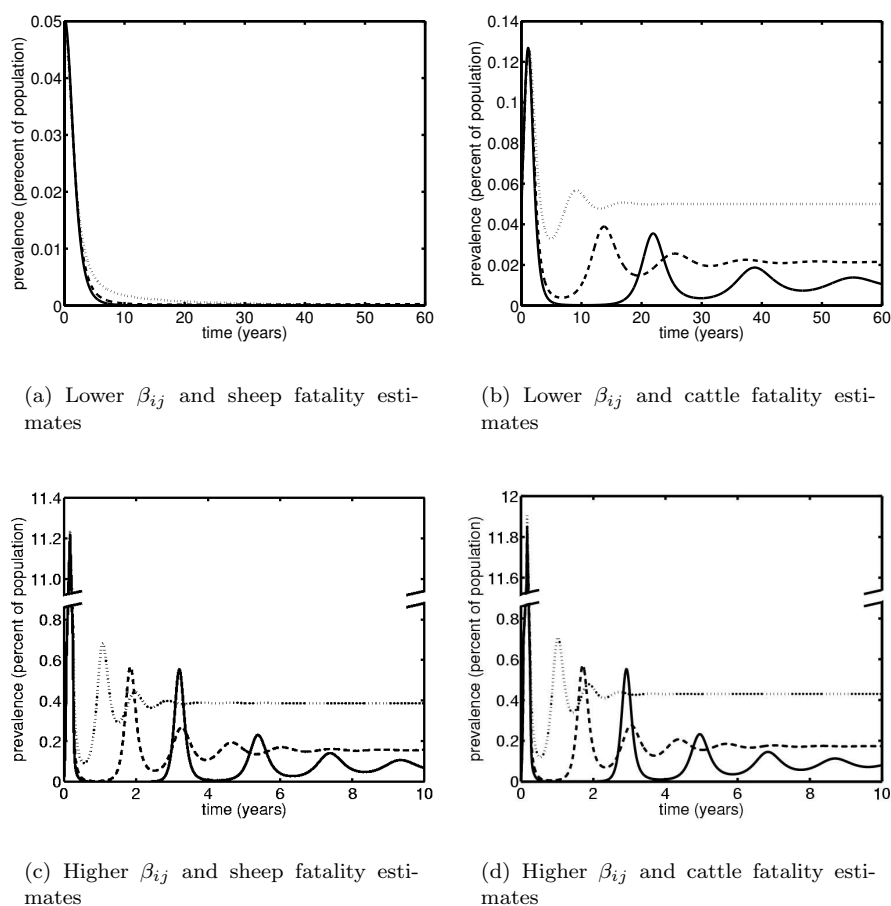 0.05
0.04
0.03
0.02
0.01
0
prevalence (perecent of population)
0 10 20 30 40 50 60
time (years)
(a) Lower βij and sheep fatality esti-
mates
0.14
0.12
0.10
0.08
0.06
0.04
0.02
0
prevalence (percent of population)
0 10 20 30 40 50 60
time (years)
(b) Lower βij and cattle fatality esti-
mates
11.4
11.2
11.0
0.8
0.6
0.4
0.2
0
prevalence (percent of population)
0 2 4 6 8 10
time (years)
(c) Higher βij and sheep fatality esti-
mates
12
11.8
11.6
0.8
0.6
0.4
0.2
0
prevalence (percent of population)
0 2 4 6 8 10
time (years)
(d) Higher βij and cattle fatality esti-
mates